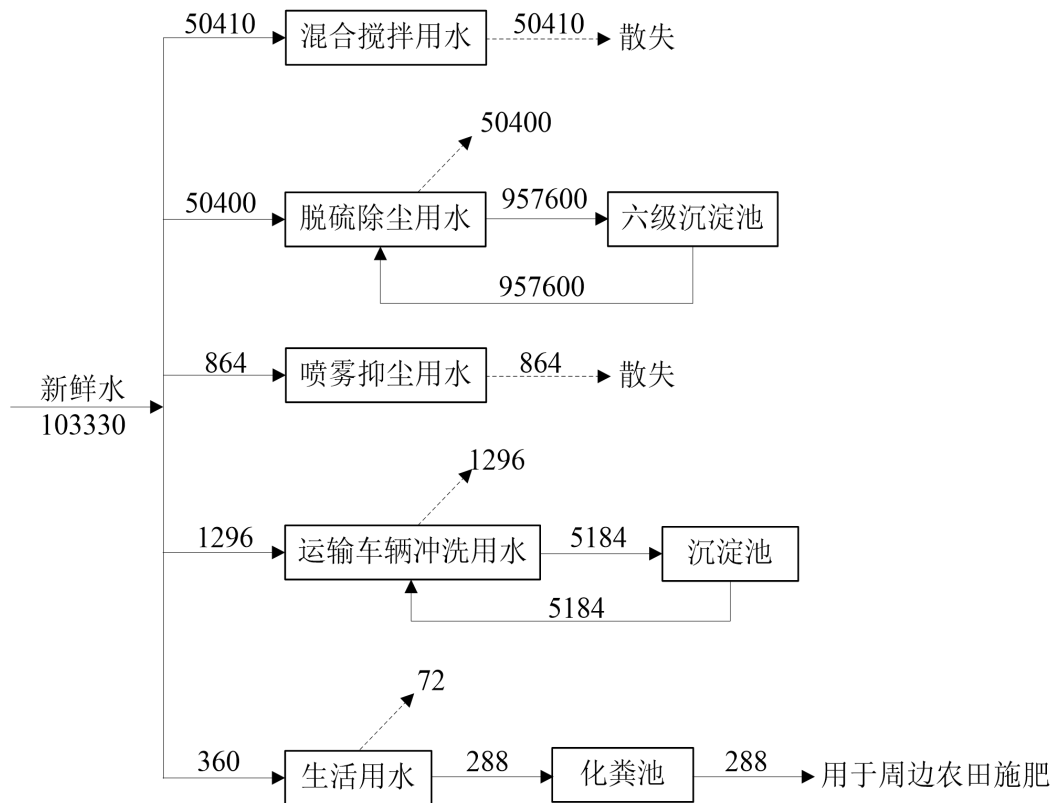 50410
混合搅拌用水
50410
散失
50400
50400
脱硫除尘用水
957600
六级沉淀池
957600
864
喷雾抑尘用水
864
散失
新鲜水
103330
1296
1296
运输车辆冲洗用水
5184
沉淀池
5184
72
360
生活用水
288
化粪池
288
用于周边农田施肥